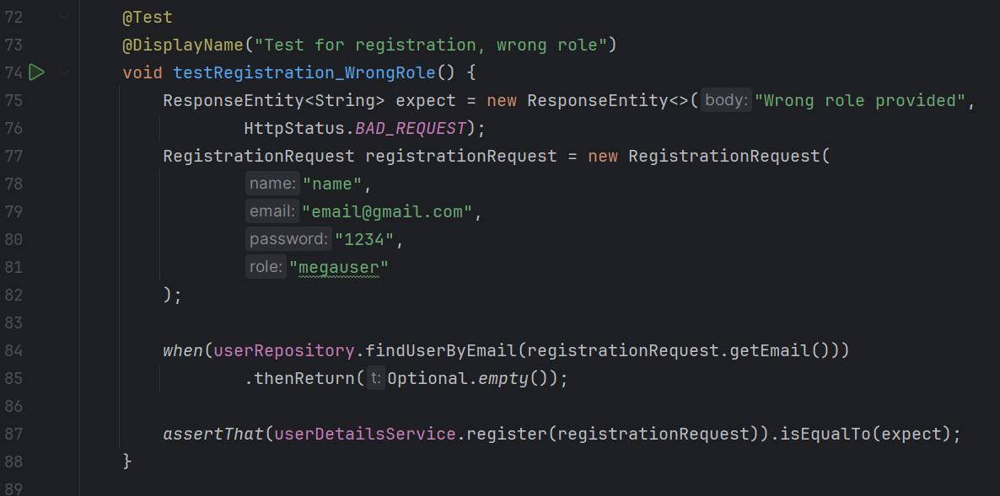 72 @Test
73 @DisplayName("Test for registration, wrong role")
74 void testRegistration_WrongRole() {
75 ResponseEntity<String> expect = new ResponseEntity<>( body: "Wrong role provided",
76 HttpStatus.BAD_REQUEST);
77 RegistrationRequest registrationRequest = new RegistrationRequest(
78 name: "name",
79 email: "email@gmail.com",
80 password: "1234",
81 role: "megauser"
82 );
83
84 when(userRepository.findUserByEmail(registrationRequest.getEmail()))
85 .thenReturn( t: Optional.empty());
86
87 assertThat(userDetailsService.register(registrationRequest)).isEqualTo(expect);
88 }
89